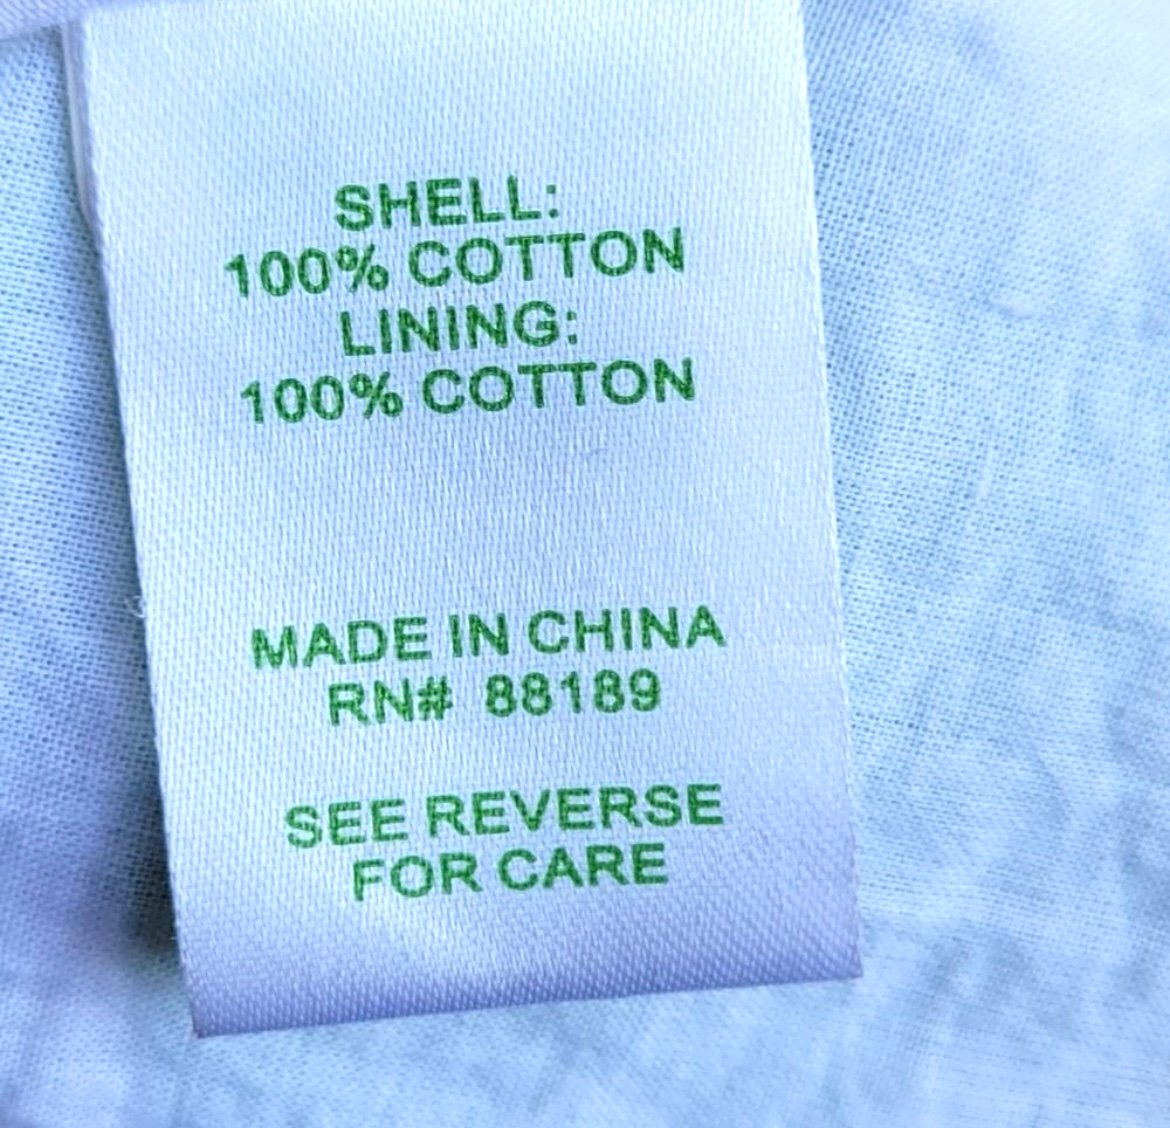 SHELL:
100% COTTON
LINING:
100% COTTON
MADE IN CHINA
RN# 88189
SEE REVERSE
FOR CARE